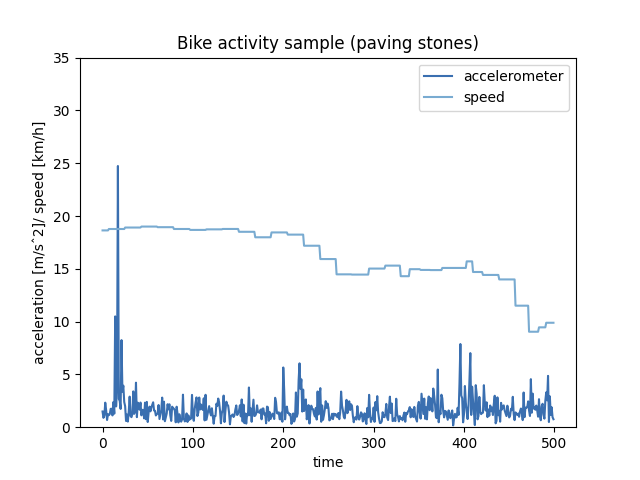 Bike activity sample (paving stones)
accelerometer
speed
acceleration [m/s^2]/ speed [km/h]
35
30
25
20
15
10
5
0
0 100 200 300 400 500
time